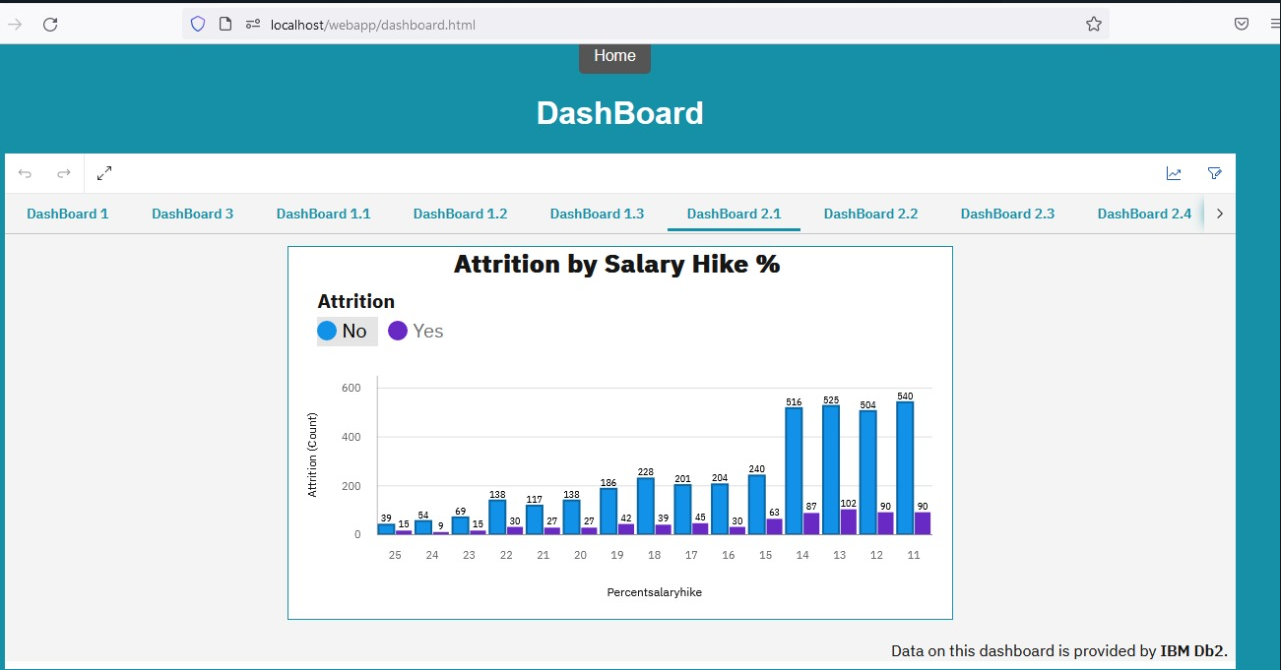 localhost/webapp/dashboard.html
Home
DashBoard
DashBoard 1 DashBoard 3 DashBoard 1.1 DashBoard 1.2 DashBoard 1.3 DashBoard 2.1 DashBoard 2.2 DashBoard 2.3 DashBoard 2.4
Attrition by Salary Hike %
Attrition
No Yes
Attrition (Count)
600
400
200
0
39 15 54 9 69 15 138 30 117 27 138 27 186 42 228 39 201 45 204 30 240 63 516 87 525 102 504 90 540 90
25 24 23 22 21 20 19 18 17 16 15 14 13 12 11
Percentsalaryhike
Data on this dashboard is provided by IBM Db2.